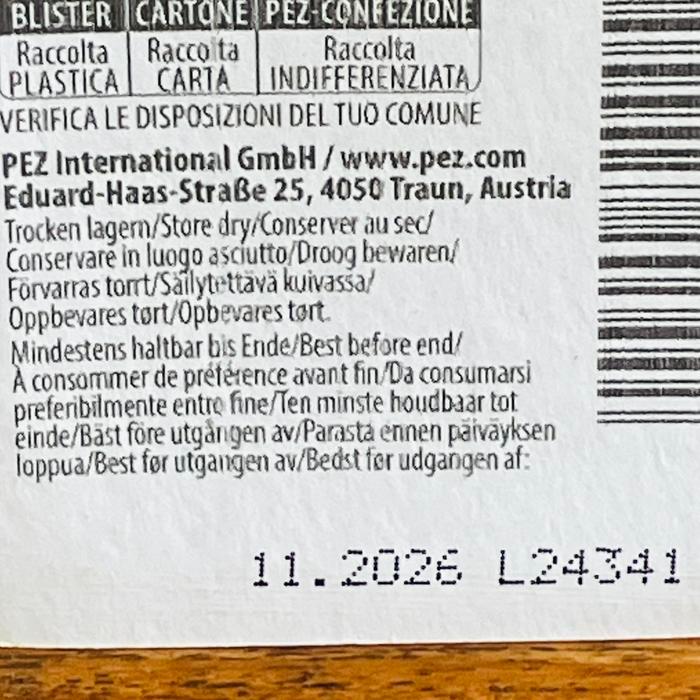 BLISTER CARTONE PEZ-CONFEZIONE
Raccolta Raccolta Raccolta
PLASTICA CARTA INDIFFERENZIATA
VERIFICA LE DISPOSIZIONI DEL TUO COMUNE
PEZ International GmbH / www.pez.com
Eduard-Haas-Straße 25, 4050 Traun, Austria
Trocken lagern/Store dry/Conserver au sec/
Conservare in luogo asciutto/Droog bewaren/
Förvarras torrt/Säilytettävä kuivassa/
Oppbevares tørt/Opbevares tørt.
Mindestens haltbar bis Ende/Best before end/
À consommer de préférence avant fin/Da consumarsi
preferibilmente entro fine/Ten minste houdbaar tot
einde/Bäst före utgången av/Parasta ennen päiväyksen
loppua/Best før utgangen av/Bedst før udgangen af:
11.2026 L24341